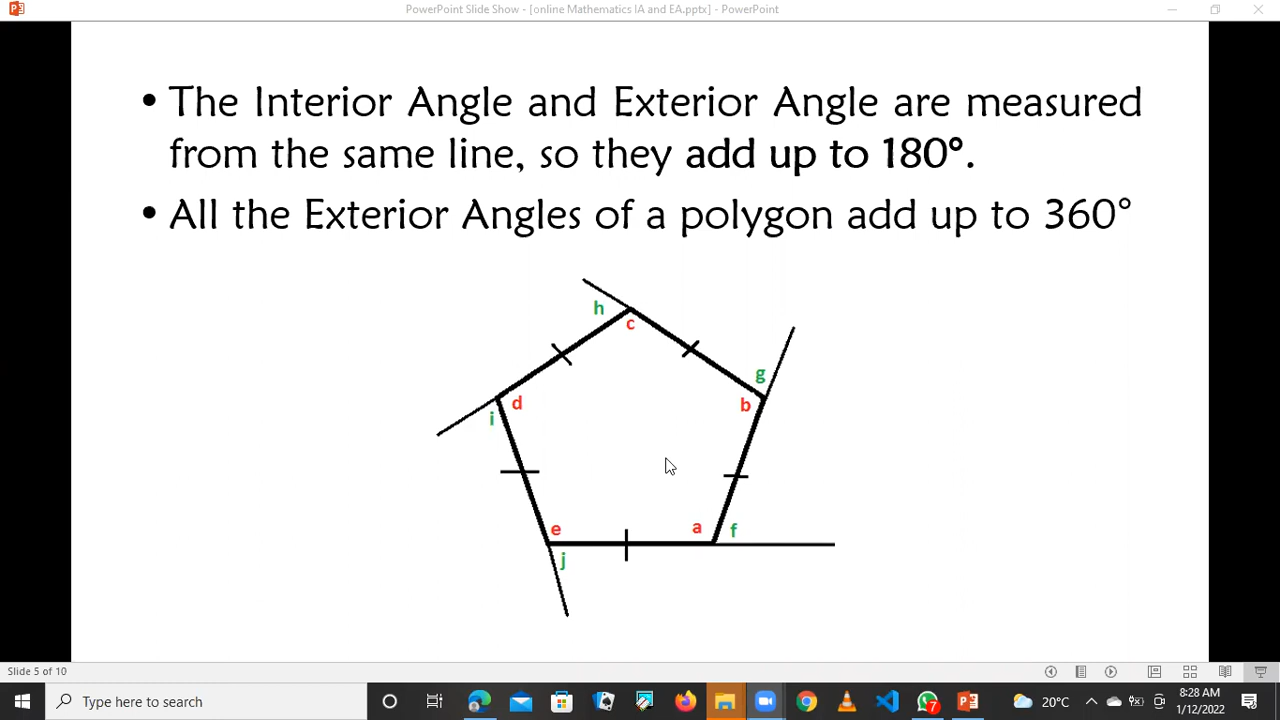 PowerPoint Slide Show - [online Mathematics IA and EA.pptx] - PowerPoint
• The Interior Angle and Exterior Angle are measured
from the same line, so they add up to 180°.
• All the Exterior Angles of a polygon add up to 360°
h
c
g
d
b
i
e
a
f
j
Slide 5 of 10
Type here to search
7
20°C
8:28 AM
1/12/2022